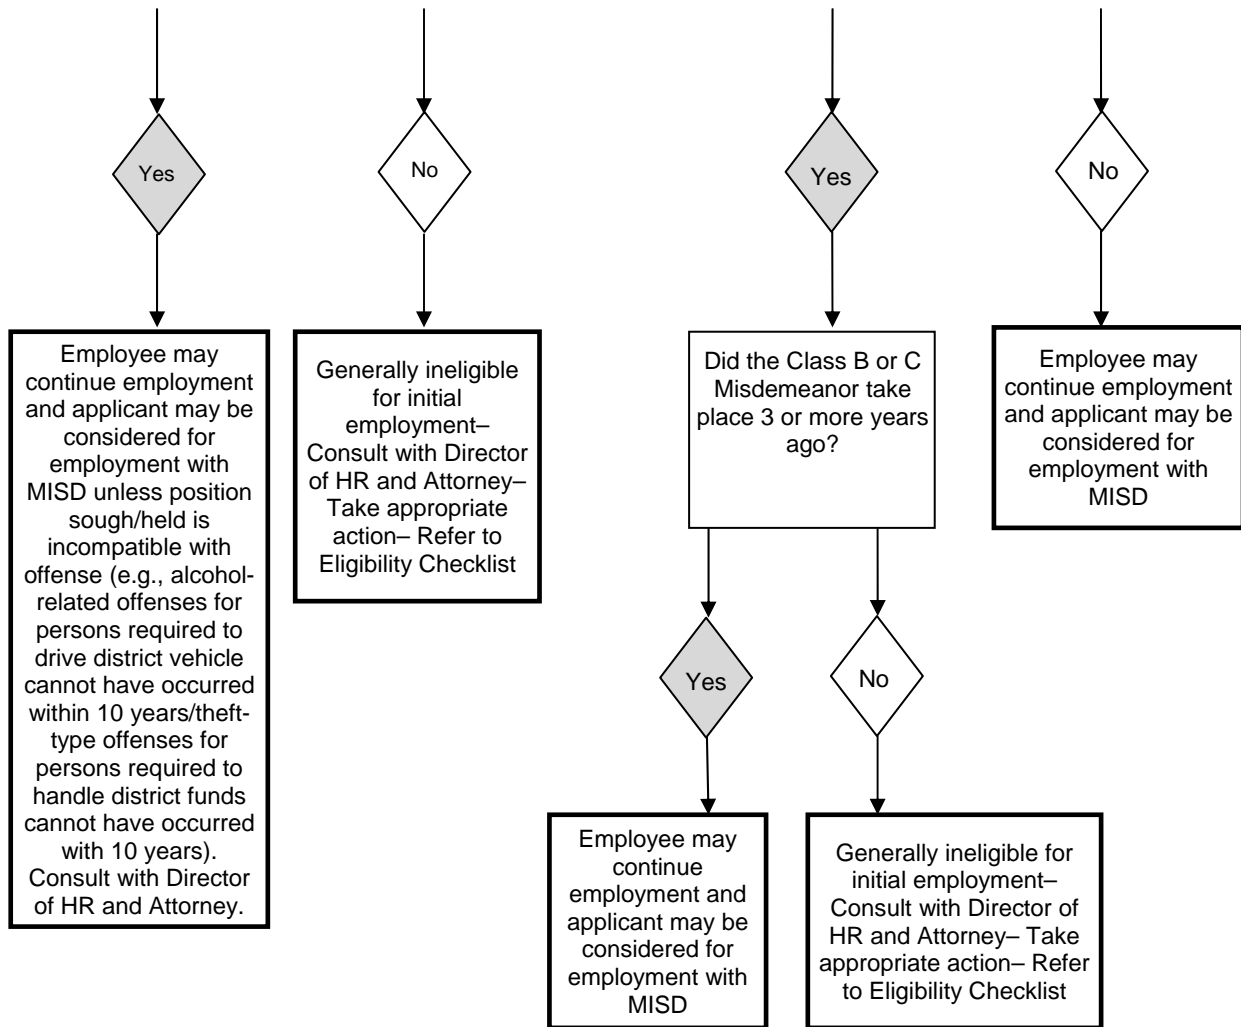 Yes
No
Yes
No
Employee may
continue employment
and applicant may be
considered for
employment with
MISD unless position
sough/held is
incompatible with
offense (e.g., alcohol-
related offenses for
persons required to
drive district vehicle
cannot have occurred
within 10 years/theft-
type offenses for
persons required to
handle district funds
cannot have occurred
with 10 years).
Consult with Director
of HR and Attorney.
Generally ineligible
for initial
employment–
Consult with Director
of HR and Attorney–
Take appropriate
action– Refer to
Eligibility Checklist
Did the Class B or C
Misdemeanor take
place 3 or more years
ago?
Employee may
continue employment
and applicant may be
considered for
employment with
MISD
Yes
No
Employee may
continue
employment and
applicant may be
considered for
employment with
MISD
Generally ineligible for
initial employment–
Consult with Director of
HR and Attorney– Take
appropriate action– Refer
to Eligibility Checklist